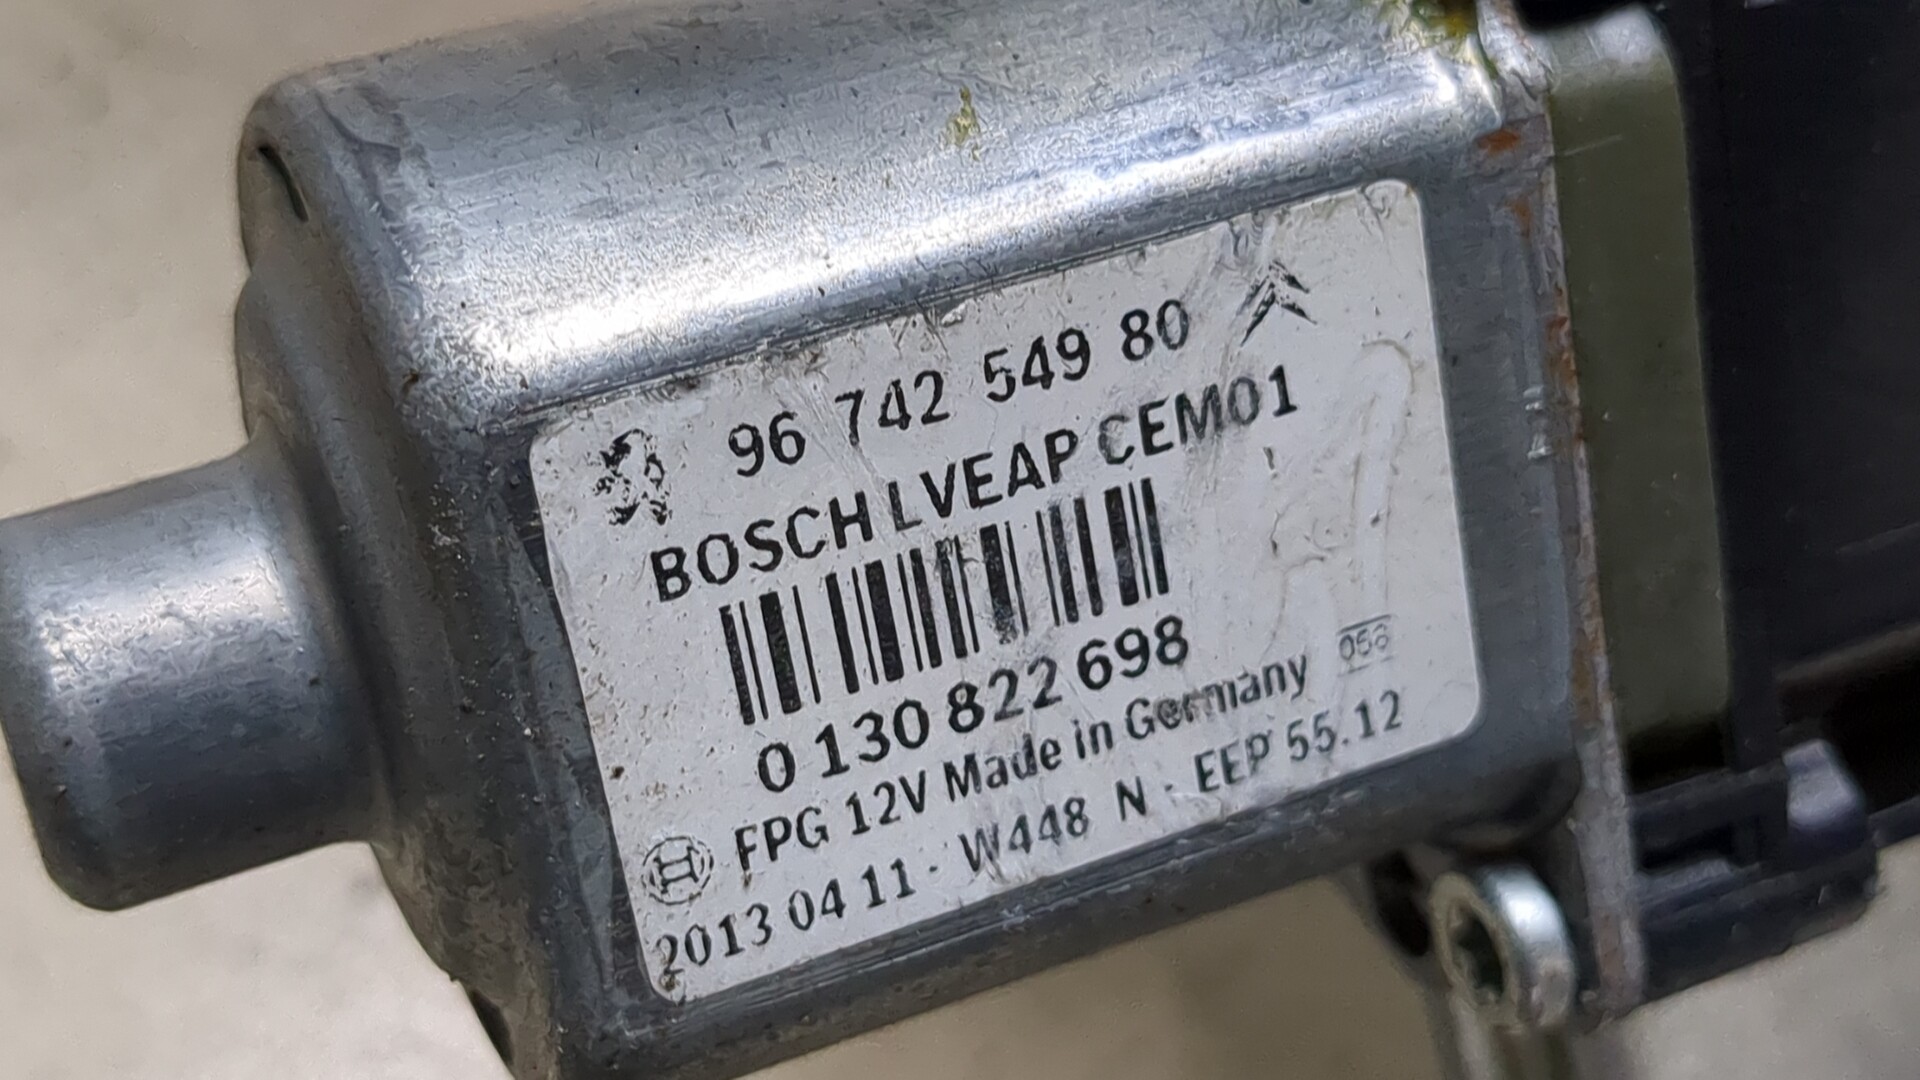 96 742 549 80
BOSCH LVEAP CEM01
0 130 822 698
FPG 12V Made in Germany
2013 04 11 · W448 N · EEP 55.12